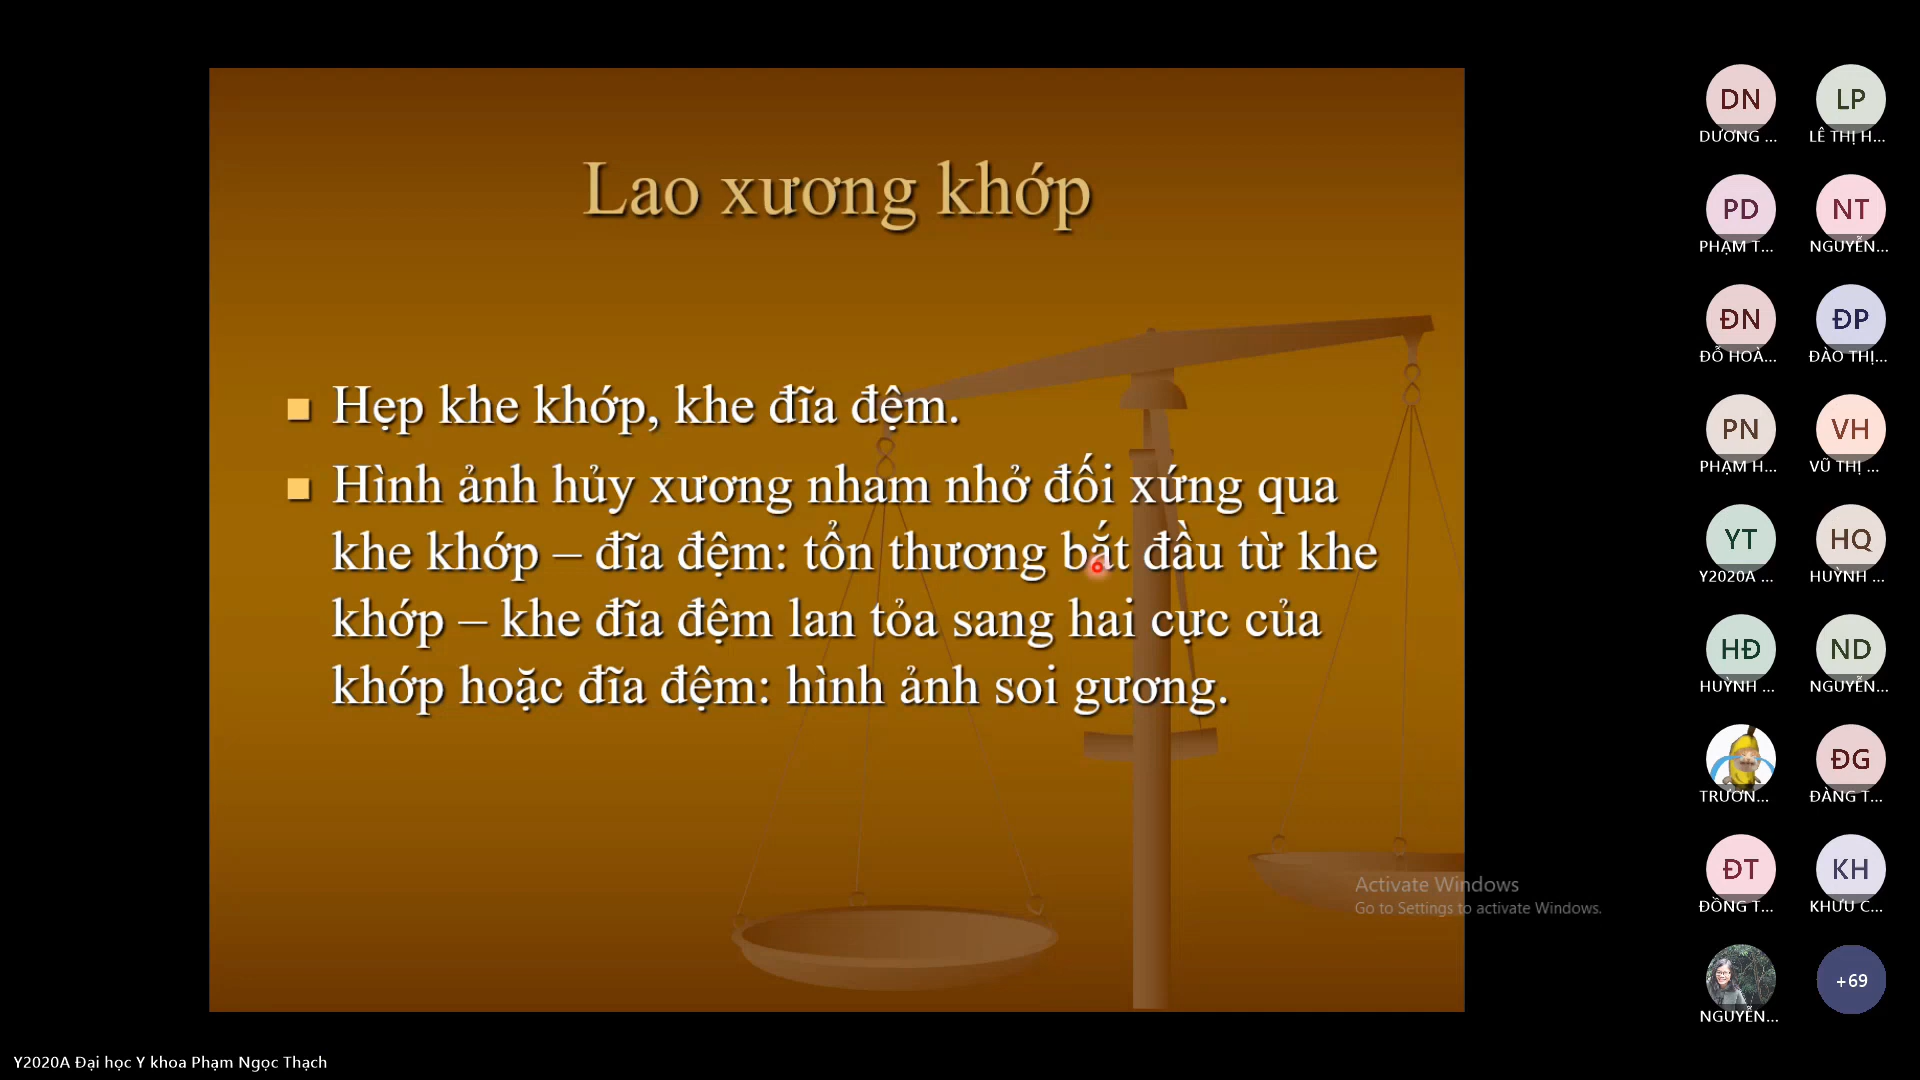 Lao xương khớp
Hẹp khe khớp, khe đĩa đệm.
Hình ảnh hủy xương nham nhở đối xứng qua
khe khớp – đĩa đệm: tổn thương bắt đầu từ khe
khớp – khe đĩa đệm lan tỏa sang hai cực của
khớp hoặc đĩa đệm: hình ảnh soi gương.
Activate Windows
Go to Settings to activate Windows.
DN
DƯƠNG ...
LP
LÊ THỊ H...
PD
PHẠM T...
NT
NGUYỄN...
ĐN
ĐỖ HOÀ...
ĐP
ĐÀO THỊ...
PN
PHẠM H...
VH
VŨ THỊ ...
YT
Y2020A ...
HQ
HUỲNH ...
HĐ
HUỲNH ...
ND
NGUYỄN...
TRƯƠN...
ĐG
ĐÀNG T...
ĐT
ĐỒNG T...
KH
KHƯU C...
NGUYỄN...
+69
Y2020A Đại học Y khoa Phạm Ngọc Thạch